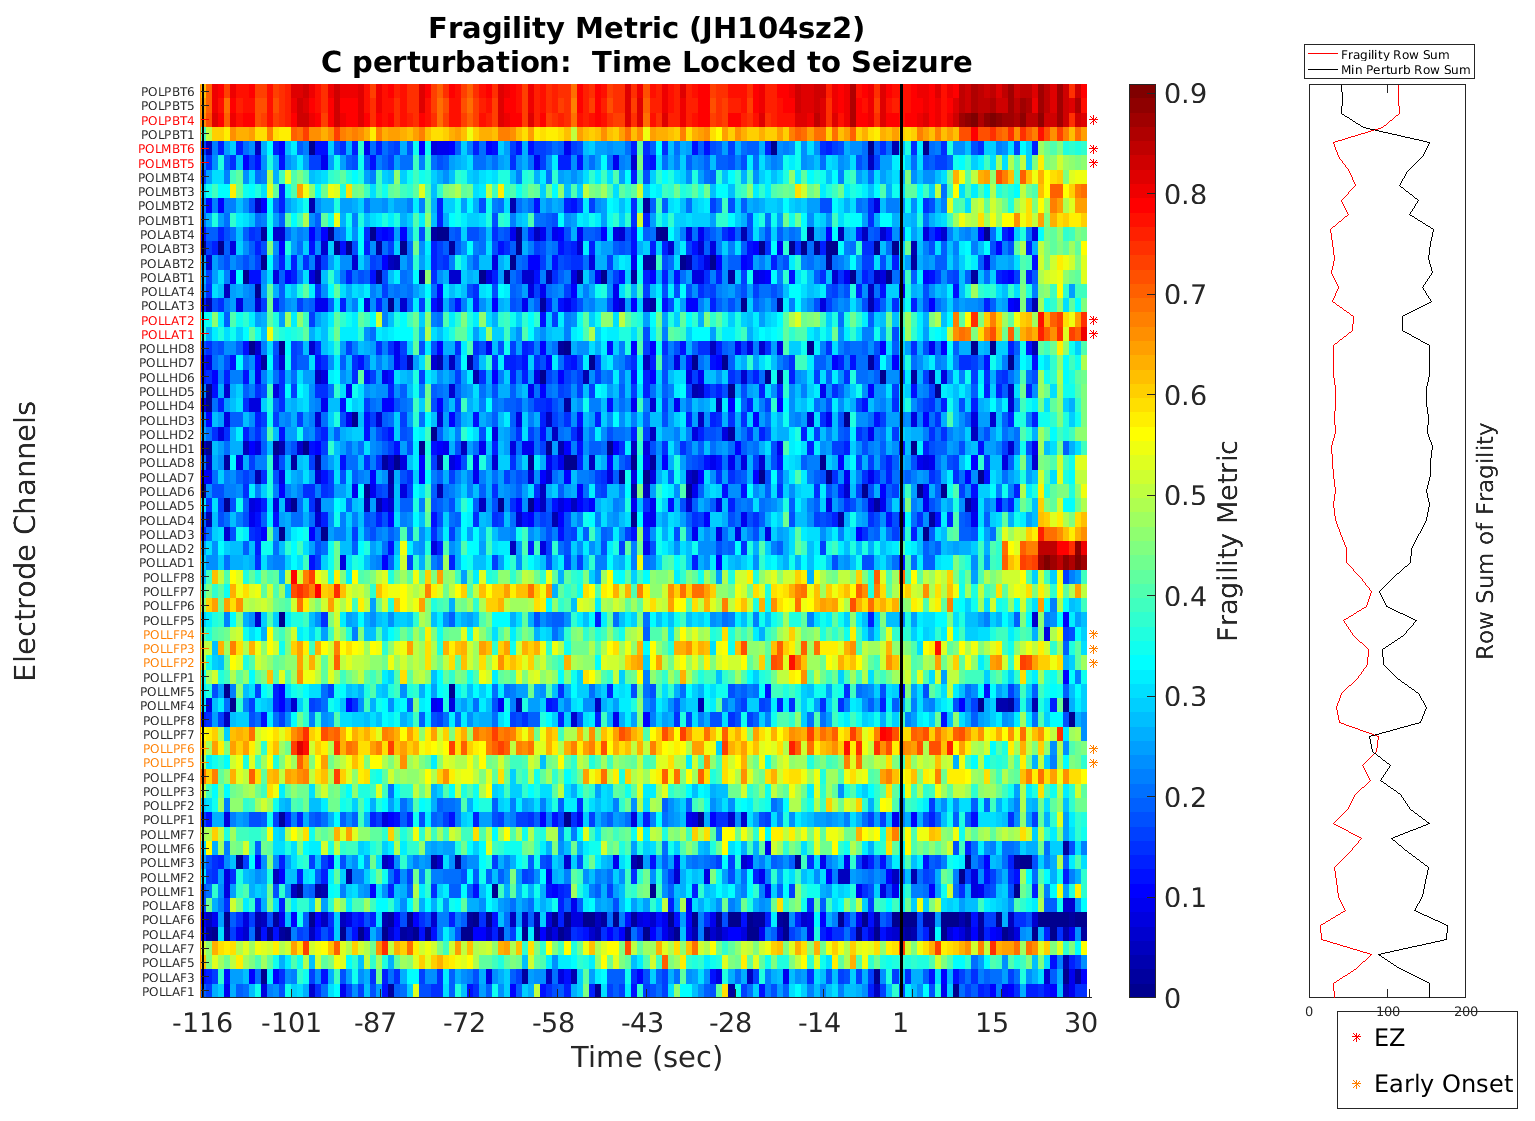 Fragility Metric (JH104sz2)
C perturbation:  Time Locked to Seizure
Electrode Channels
POLPBT6
POLPBT5
POLPBT4
POLPBT1
POLMBT6
POLMBT5
POLMBT4
POLMBT3
POLMBT2
POLMBT1
POLABT4
POLABT3
POLABT2
POLABT1
POLLAT4
POLLAT3
POLLAT2
POLLAT1
POLLHD8
POLLHD7
POLLHD6
POLLHD5
POLLHD4
POLLHD3
POLLHD2
POLLHD1
POLLAD8
POLLAD7
POLLAD6
POLLAD5
POLLAD4
POLLAD3
POLLAD2
POLLAD1
POLLFP8
POLLFP7
POLLFP6
POLLFP5
POLLFP4
POLLFP3
POLLFP2
POLLFP1
POLLMF5
POLLMF4
POLLPF8
POLLPF7
POLLPF6
POLLPF5
POLLPF4
POLLPF3
POLLPF2
POLLPF1
POLLMF7
POLLMF6
POLLMF3
POLLMF2
POLLMF1
POLLAF8
POLLAF6
POLLAF4
POLLAF7
POLLAF5
POLLAF3
POLLAF1
-116 -101 -87 -72 -58 -43 -28 -14 1 15 30
Time (sec)
0.9
0.8
0.7
0.6
0.5
0.4
0.3
0.2
0.1
0
Fragility Metric
Fragility Row Sum
Min Perturb Row Sum
0 100 200
Row Sum of Fragility
EZ
Early Onset